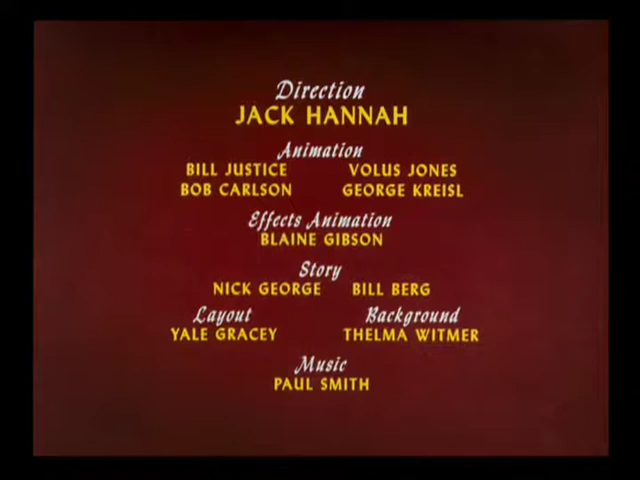 Direction
JACK HANNAH
Animation
BILL JUSTICE VOLUS JONES
BOB CARLSON GEORGE KREISL
Effects Animation
BLAINE GIBSON
Story
NICK GEORGE BILL BERG
Layout Background
YALE GRACEY THELMA WITMER
Music
PAUL SMITH